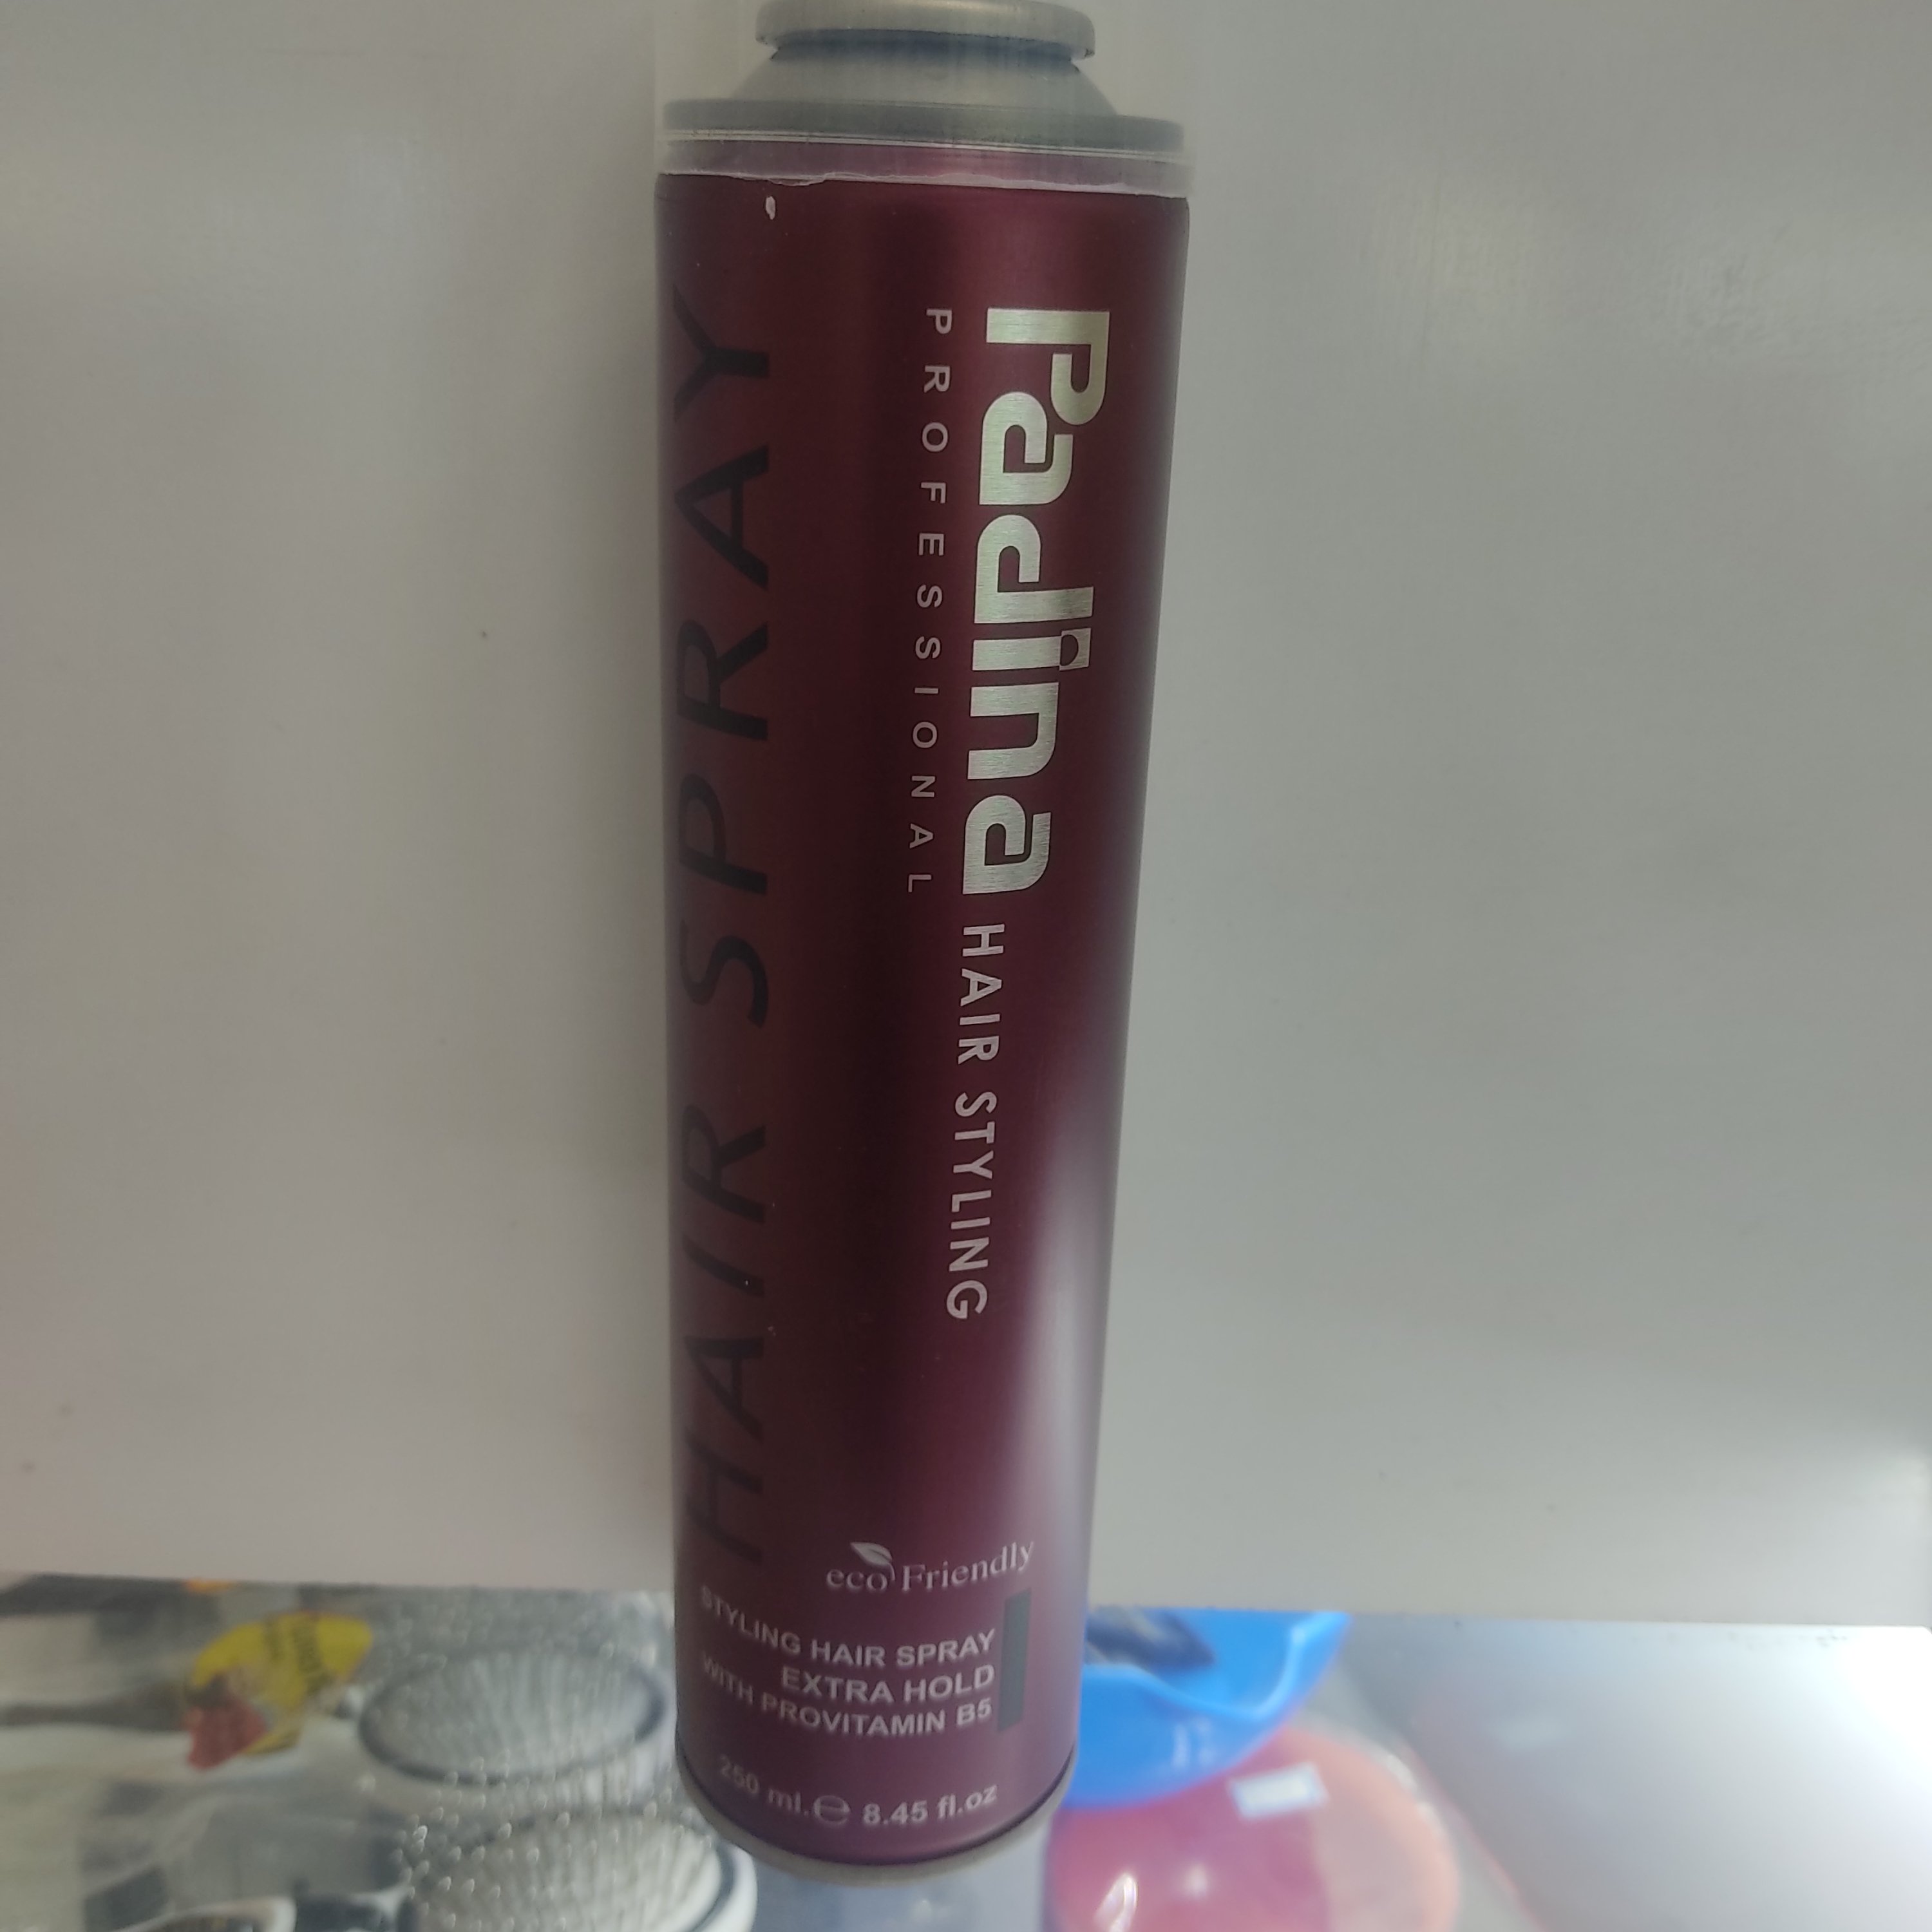 Padina
PROFESSIONAL
HAIR STYLING
HAIR SPRAY
eco Friendly
STYLING HAIR SPRAY
EXTRA HOLD
WITH PROVITAMIN B5
250 ml. e 8.45 fl.oz